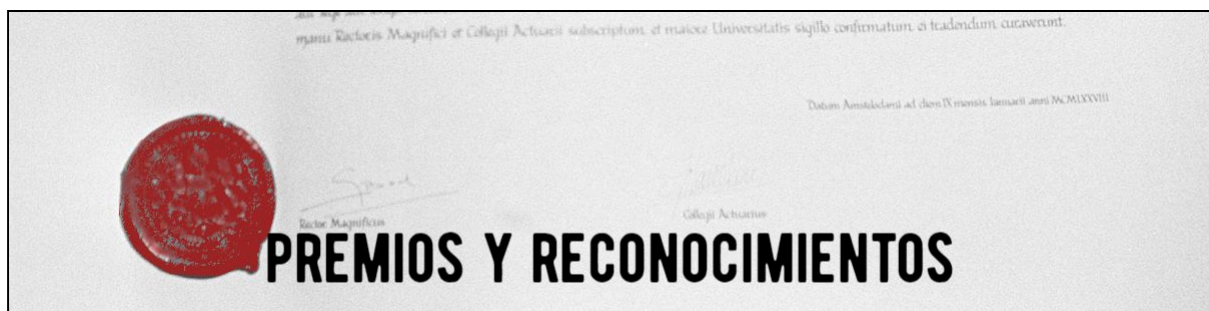 manu Rectoris Magnifici et Collegii Actuarii subscriptum et maiore Universitatis sigillo confirmatum ei tradendum curaverunt.
Datum Amstelodami ad diem IX mensis Ianuarii anni MCMLXXVIII
Rector Magnificus
Collegii Actuarius
PREMIOS Y RECONOCIMIENTOS